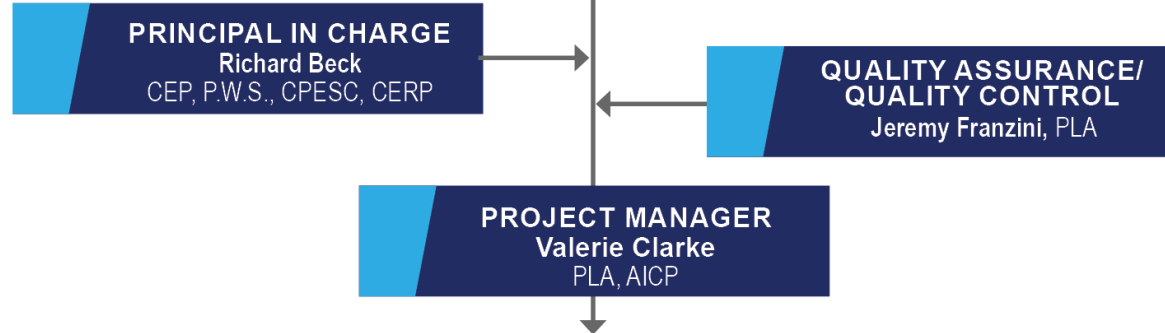 PRINCIPAL IN CHARGE
Richard Beck
CEP, P.W.S., CPESC, CERP
QUALITY ASSURANCE/
QUALITY CONTROL
Jeremy Franzini, PLA
PROJECT MANAGER
Valerie Clarke
PLA, AICP